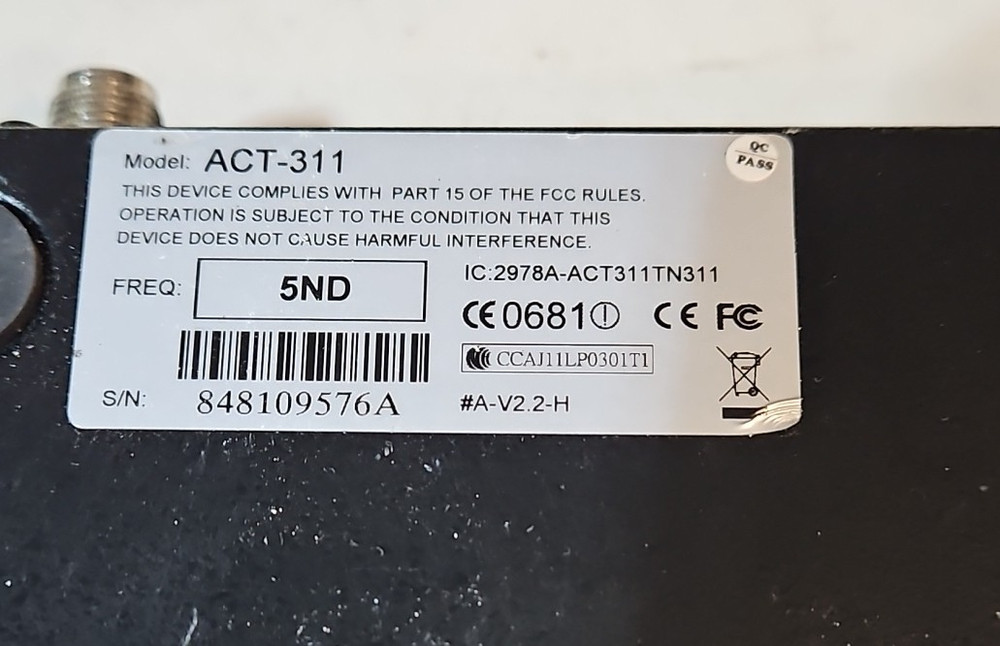 Model: ACT-311
QC
PASS
THIS DEVICE COMPLIES WITH PART 15 OF THE FCC RULES.
OPERATION IS SUBJECT TO THE CONDITION THAT THIS
DEVICE DOES NOT CAUSE HARMFUL INTERFERENCE.
FREQ: 5ND
IC:2978A-ACT311TN311
CE0681 CE FC
CCAJ11LP0301T1
S/N: 848109576A
#A-V2.2-H